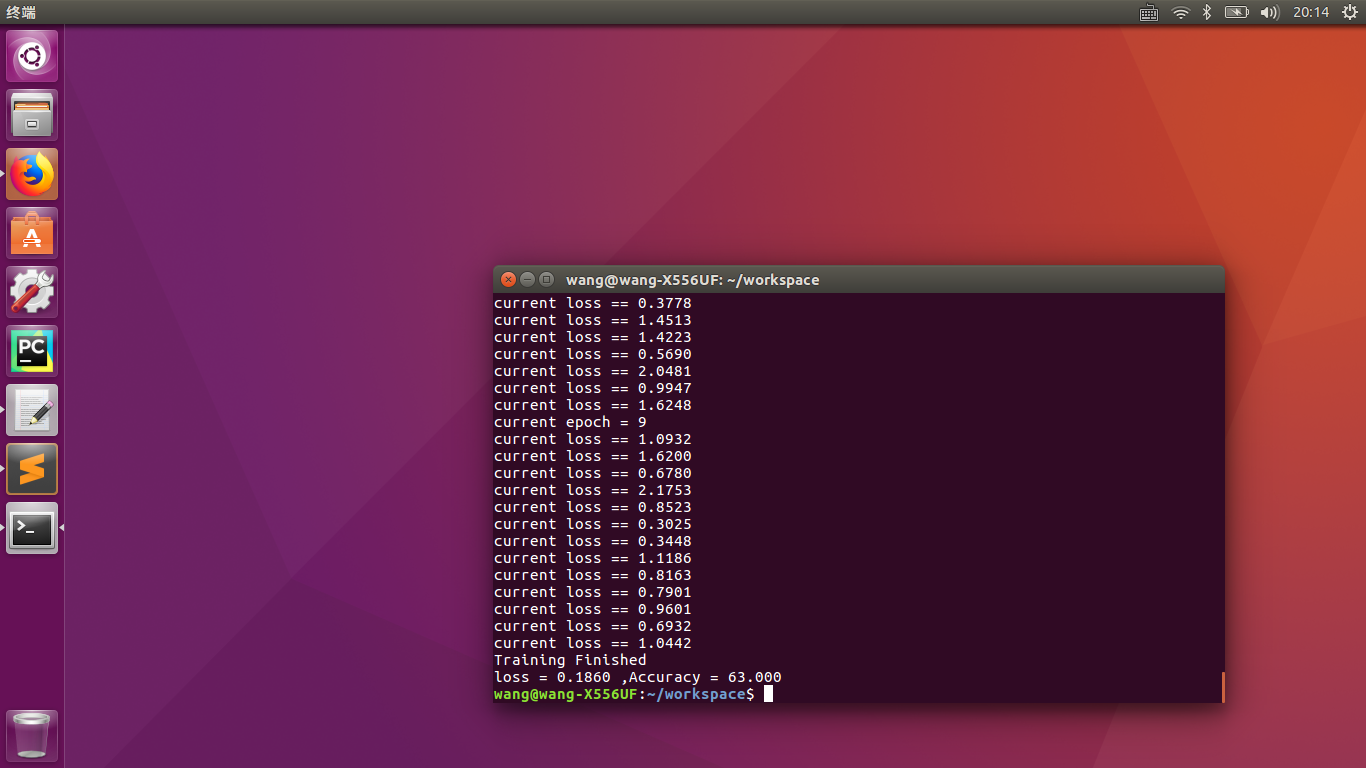 终端
20:14
PC
wang@wang-X556UF: ~/workspace
current loss == 0.3778
current loss == 1.4513
current loss == 1.4223
current loss == 0.5690
current loss == 2.0481
current loss == 0.9947
current loss == 1.6248
current epoch = 9
current loss == 1.0932
current loss == 1.6200
current loss == 0.6780
current loss == 2.1753
current loss == 0.8523
current loss == 0.3025
current loss == 0.3448
current loss == 1.1186
current loss == 0.8163
current loss == 0.7901
current loss == 0.9601
current loss == 0.6932
current loss == 1.0442
Training Finished
loss = 0.1860 ,Accuracy = 63.000
wang@wang-X556UF:~/workspace$